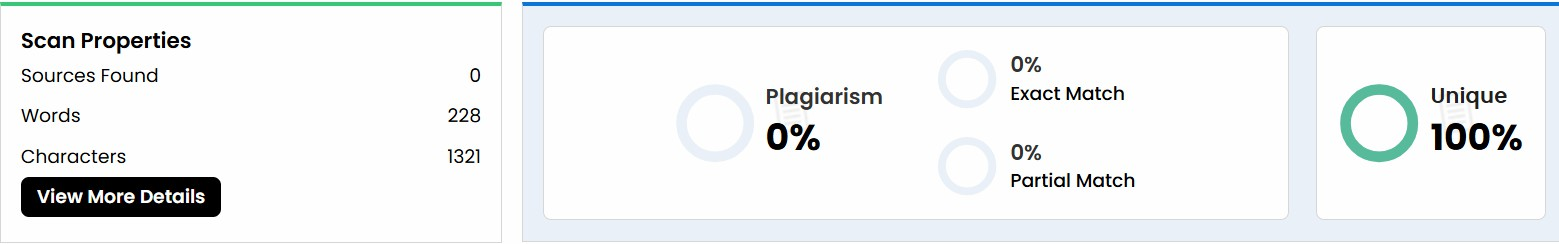 Scan Properties
Sources Found 0
Words 228
Characters 1321
View More Details
Plagiarism
0%
0%
Exact Match
0%
Partial Match
Unique
100%